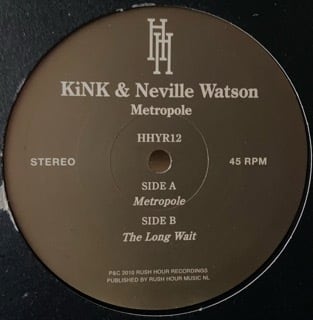 HH
KiNK & Neville Watson
Metropole
HHYR12
STEREO
45 RPM
SIDE A
Metropole
SIDE B
The Long Wait
P&C 2010 RUSH HOUR RECORDINGS
PUBLISHED BY RUSH HOUR MUSIC NL